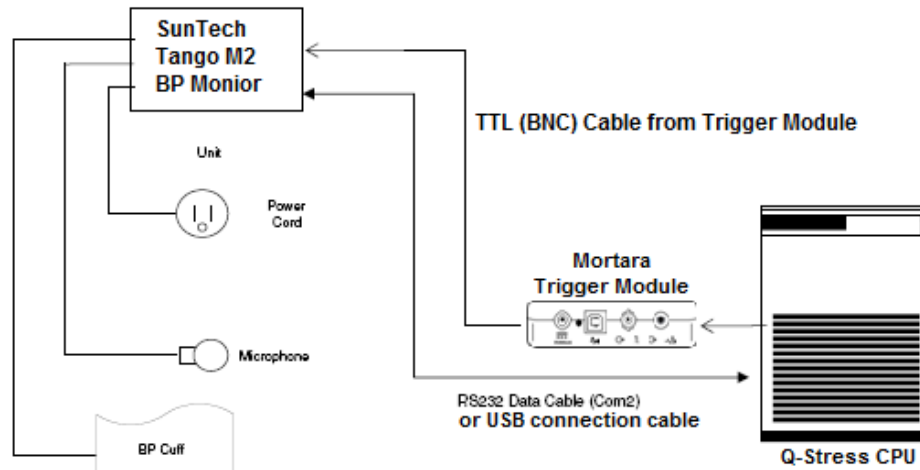 SunTech
Tango M2
BP Monior
TTL (BNC) Cable from Trigger Module
Unit
Power
Cord
Mortara
Trigger Module
Microphone
RS232 Data Cable (Com2)
or USB connection cable
BP Cuff
Q-Stress CPU